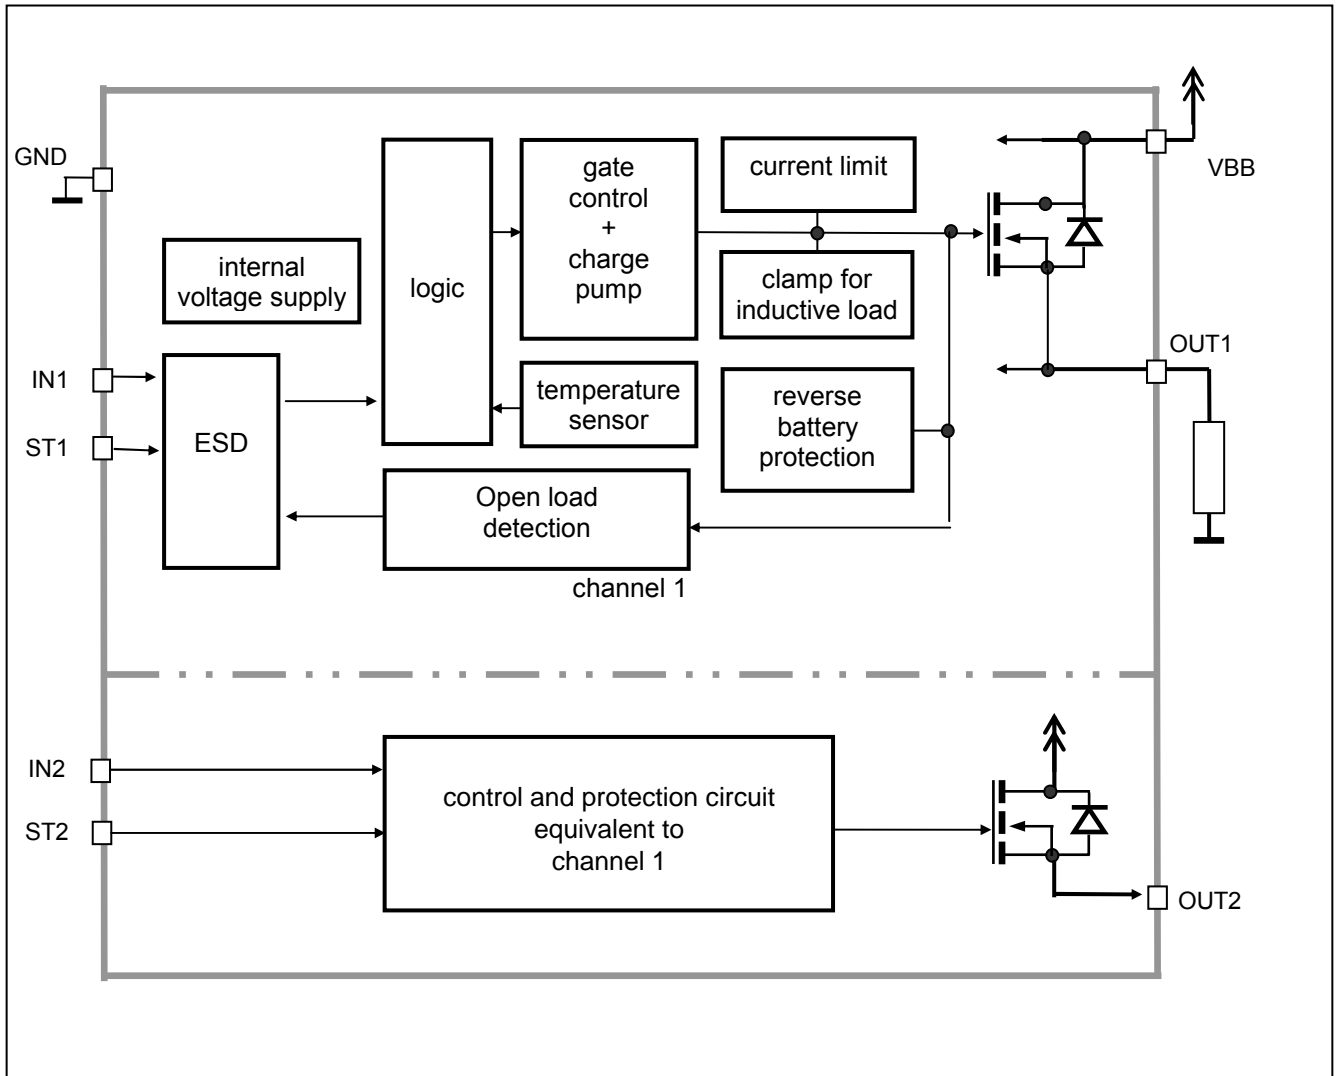 GND
gate
control
+
charge
pump
current limit
VBB
internal
voltage supply
logic
clamp for
inductive load
OUT1
IN1
ST1
ESD
temperature
sensor
reverse
battery
protection
Open load
detection
channel 1
IN2
ST2
control and protection circuit
equivalent to
channel 1
OUT2